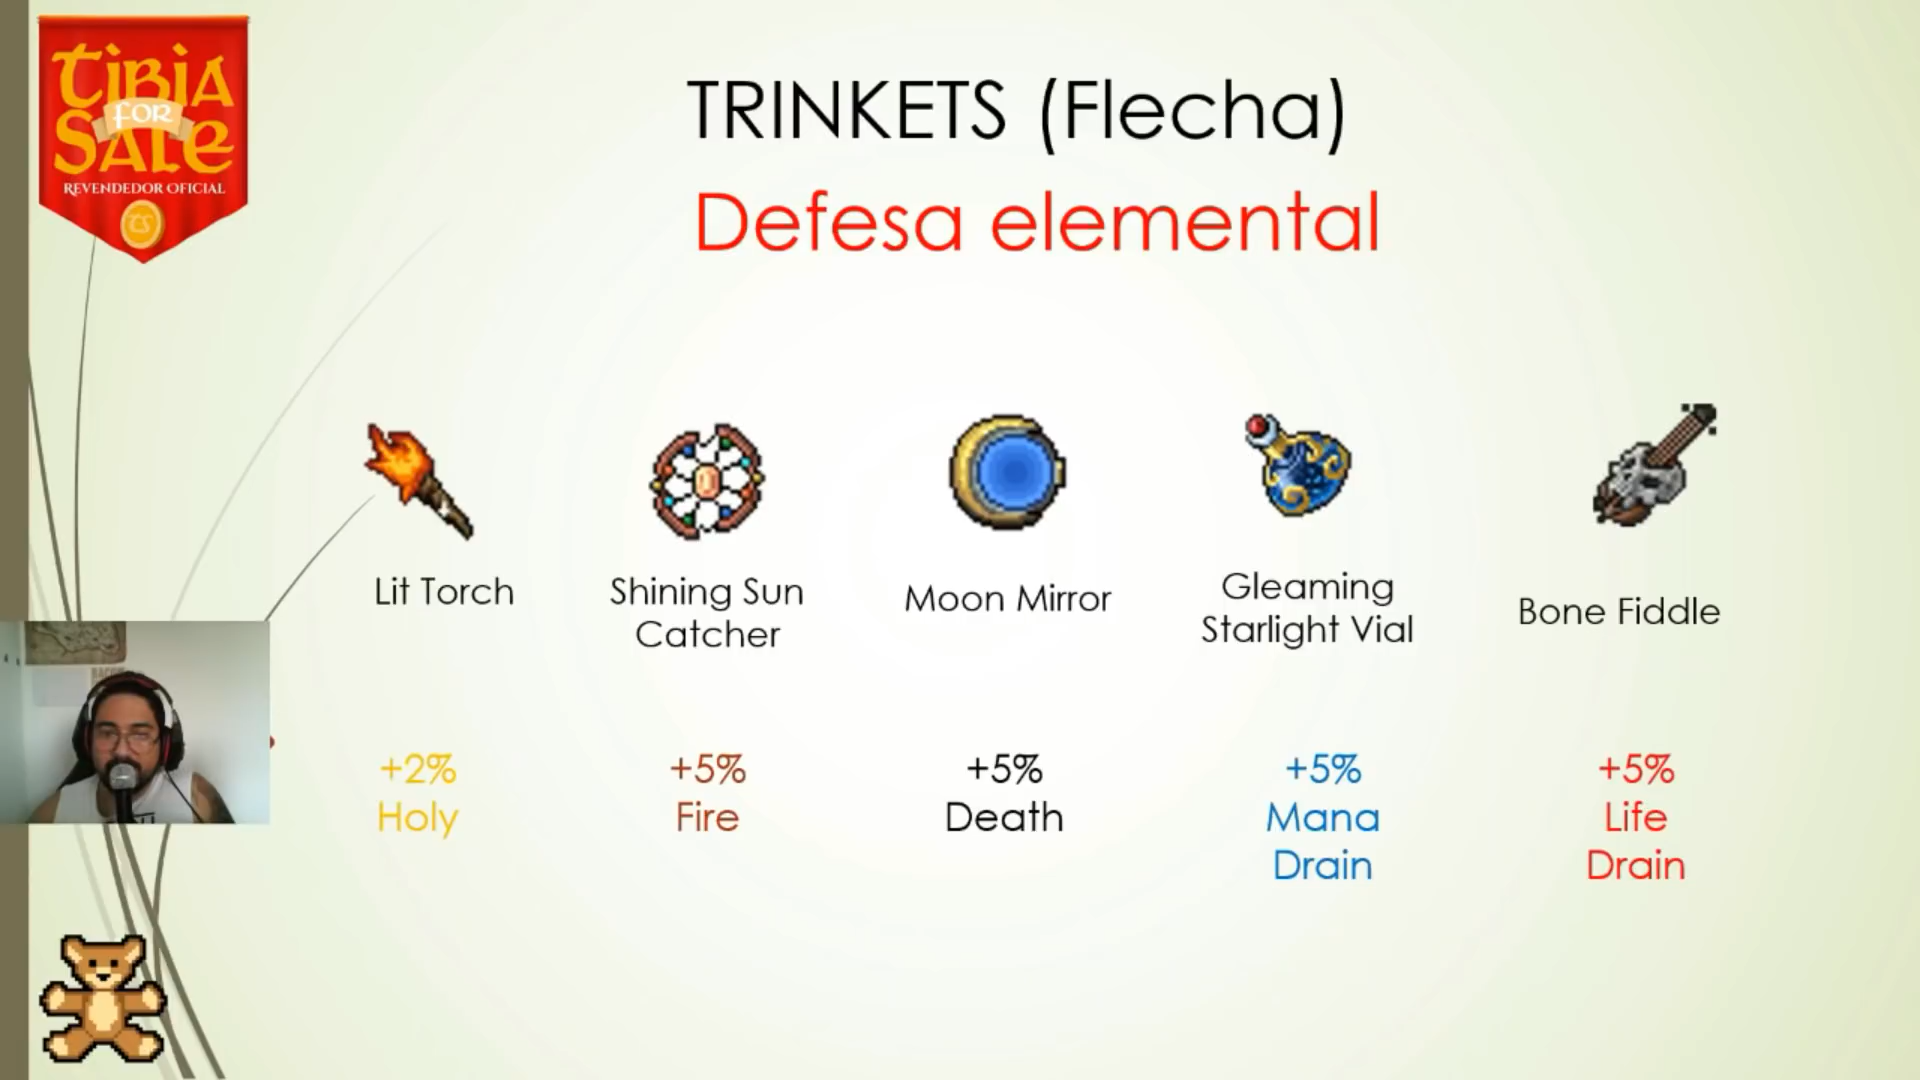 TIBIA
FOR
SALE
REVENDEDOR OFICIAL
TRINKETS (Flecha)
Defesa elemental
Lit Torch
Shining Sun
Catcher
Moon Mirror
Gleaming
Starlight Vial
Bone Fiddle
+2%
Holy
+5%
Fire
+5%
Death
+5%
Mana
Drain
+5%
Life
Drain